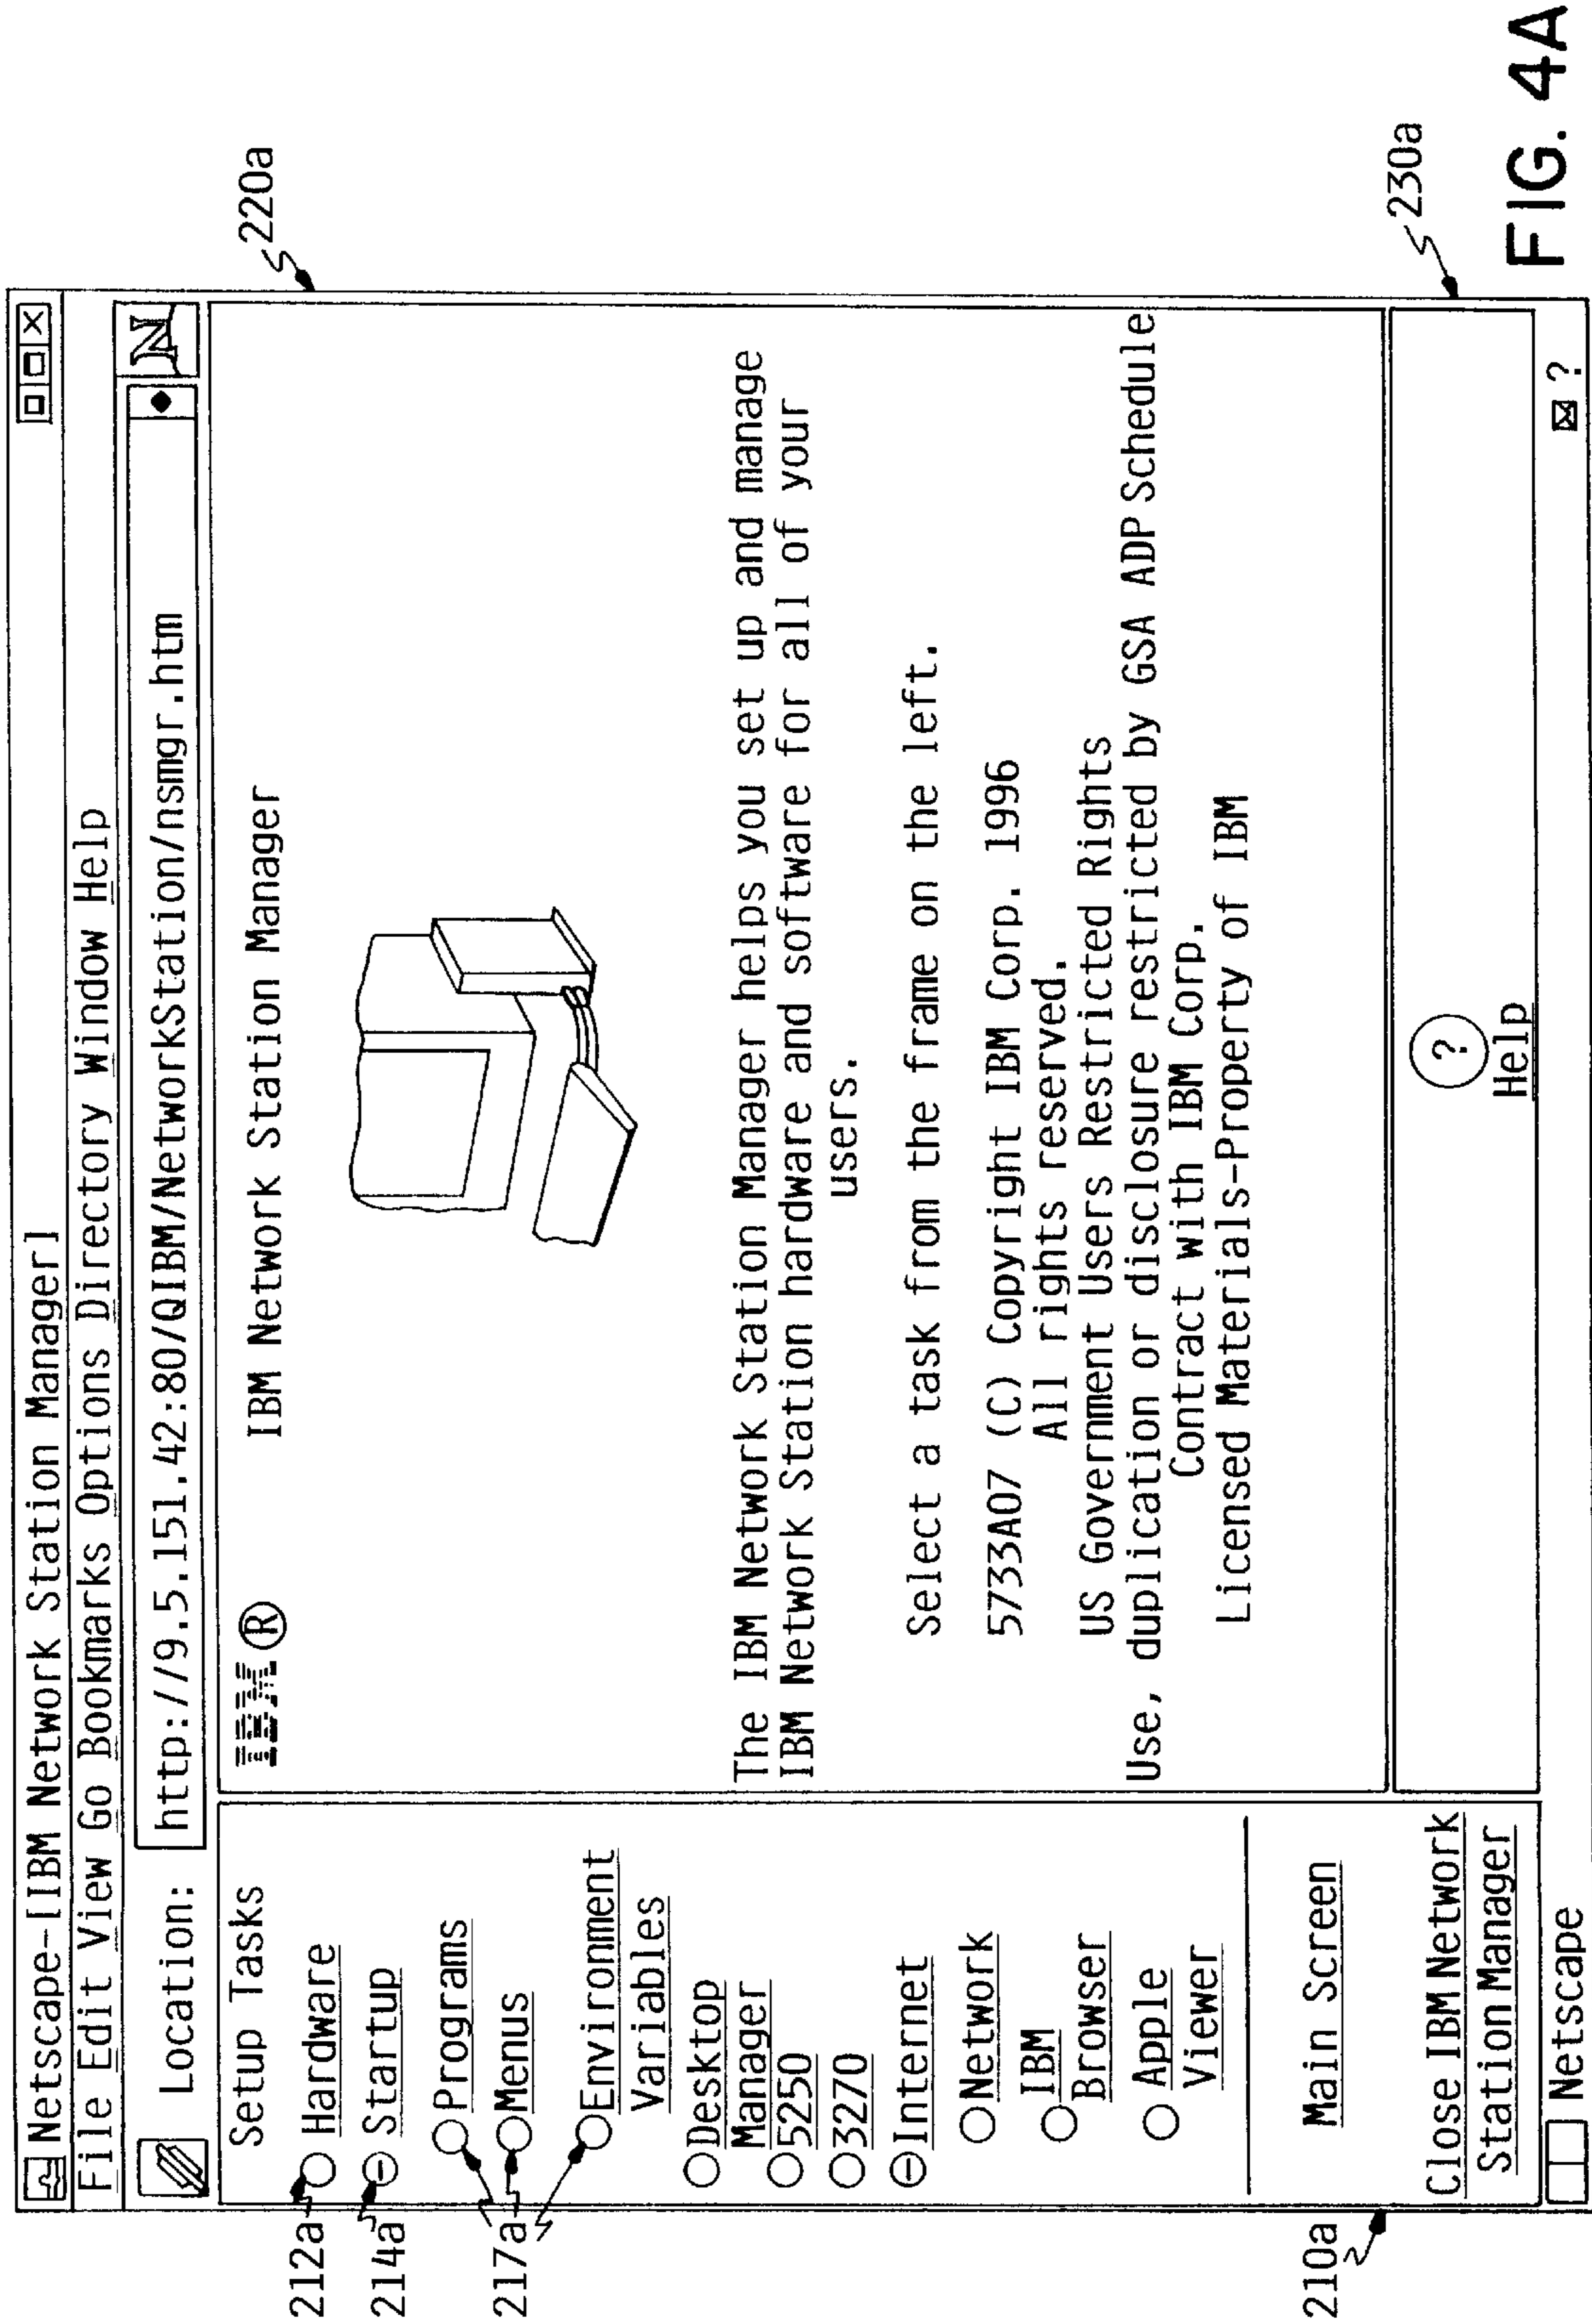 Netscape-[IBM Network Station Manager]
File Edit View Go Bookmarks Options Directory Window Help
Location: http://9.5.151.42:80/QIBM/NetworkStation/nsmgr.htm
N
Setup Tasks
Hardware
Startup
Programs
Menus
Environment
Variables
Desktop
Manager
5250
3270
Internet
Network
IBM
Browser
Apple
Viewer
Main Screen
Close IBM Network
Station Manager
IBM®
IBM Network Station Manager
The IBM Network Station Manager helps you set up and manage
IBM Network Station hardware and software for all of your
users.
Select a task from the frame on the left.
5733A07 (C) Copyright IBM Corp. 1996
All rights reserved.
US Government Users Restricted Rights
Use, duplication or disclosure restricted by GSA ADP Schedule
Contract with IBM Corp.
Licensed Materials-Property of IBM
?
Help
Netscape
?
212a
214a
217a
210a
220a
230a
FIG. 4A